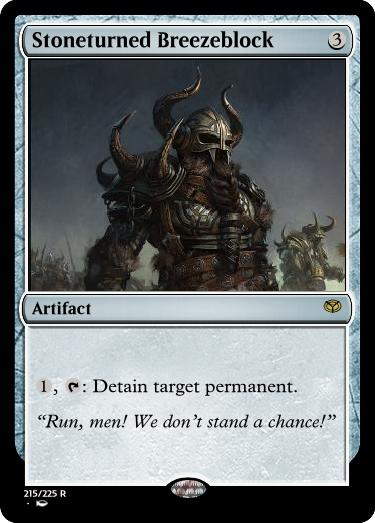 Stoneturned Breezeblock 3
Artifact
1, : Detain target permanent.
“Run, men! We don’t stand a chance!”
215/225 R